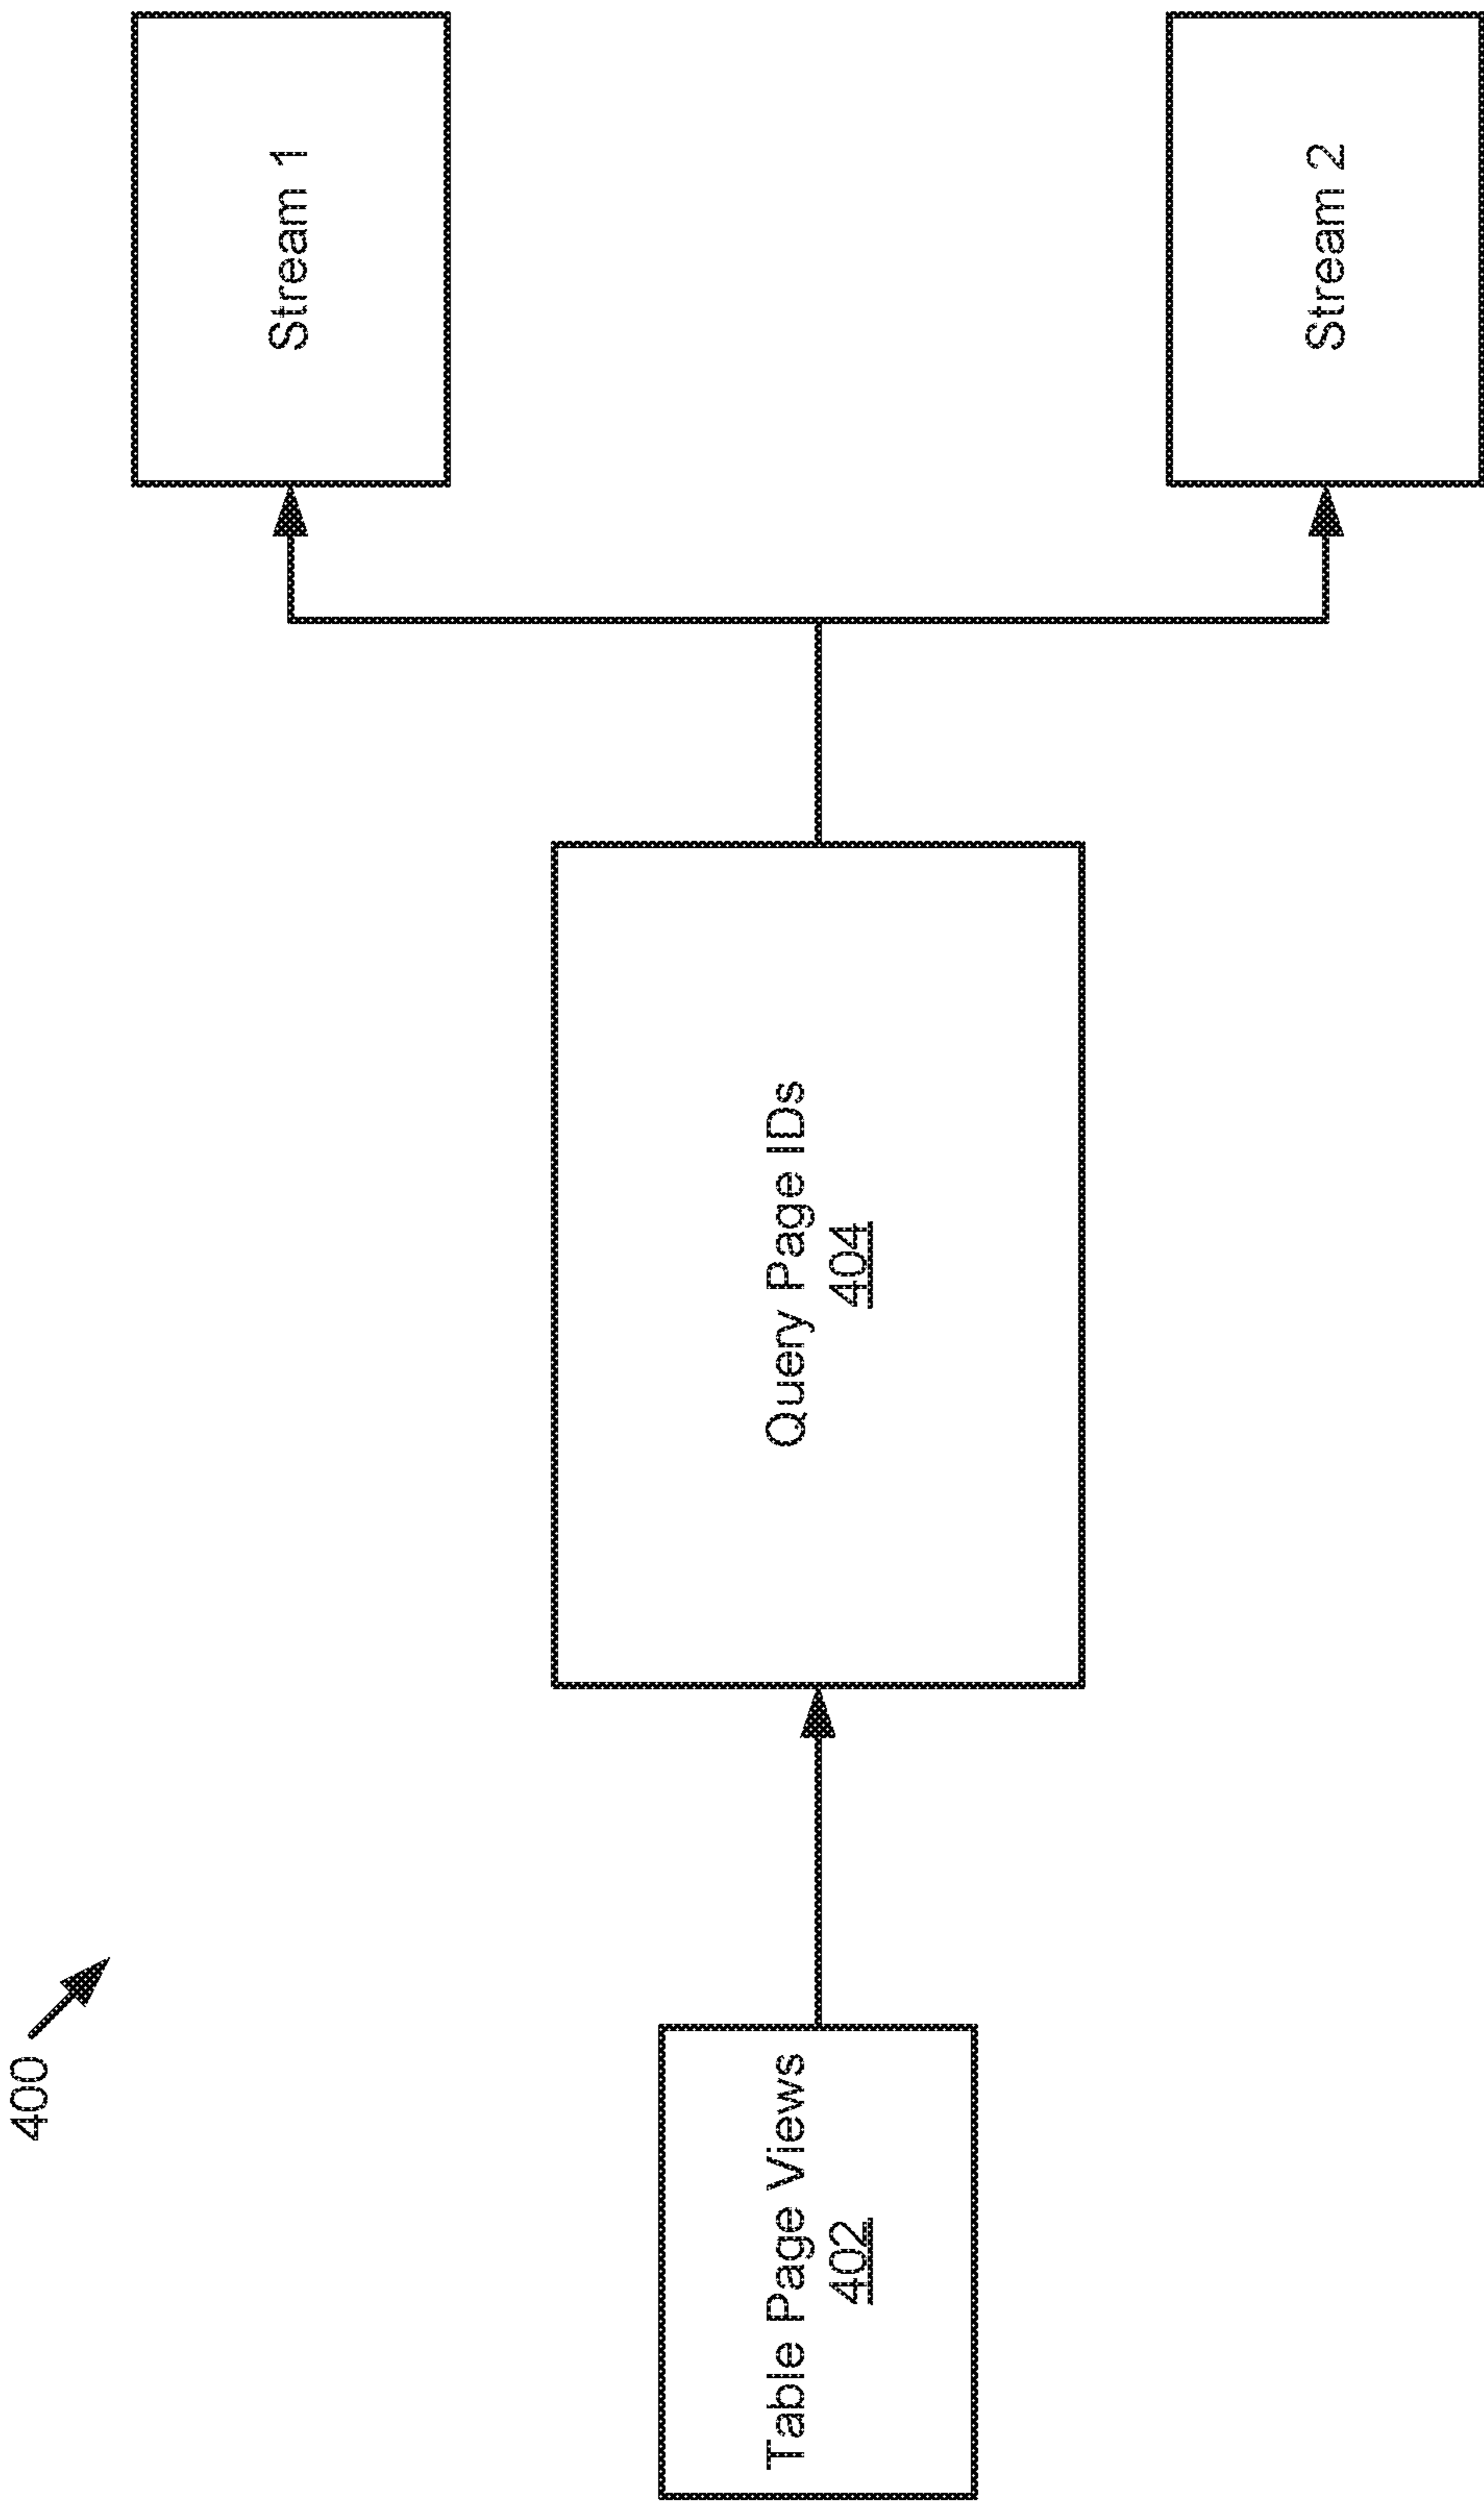 400
Table Page Views
402
Query Page IDs
404
Stream 1
Stream 2